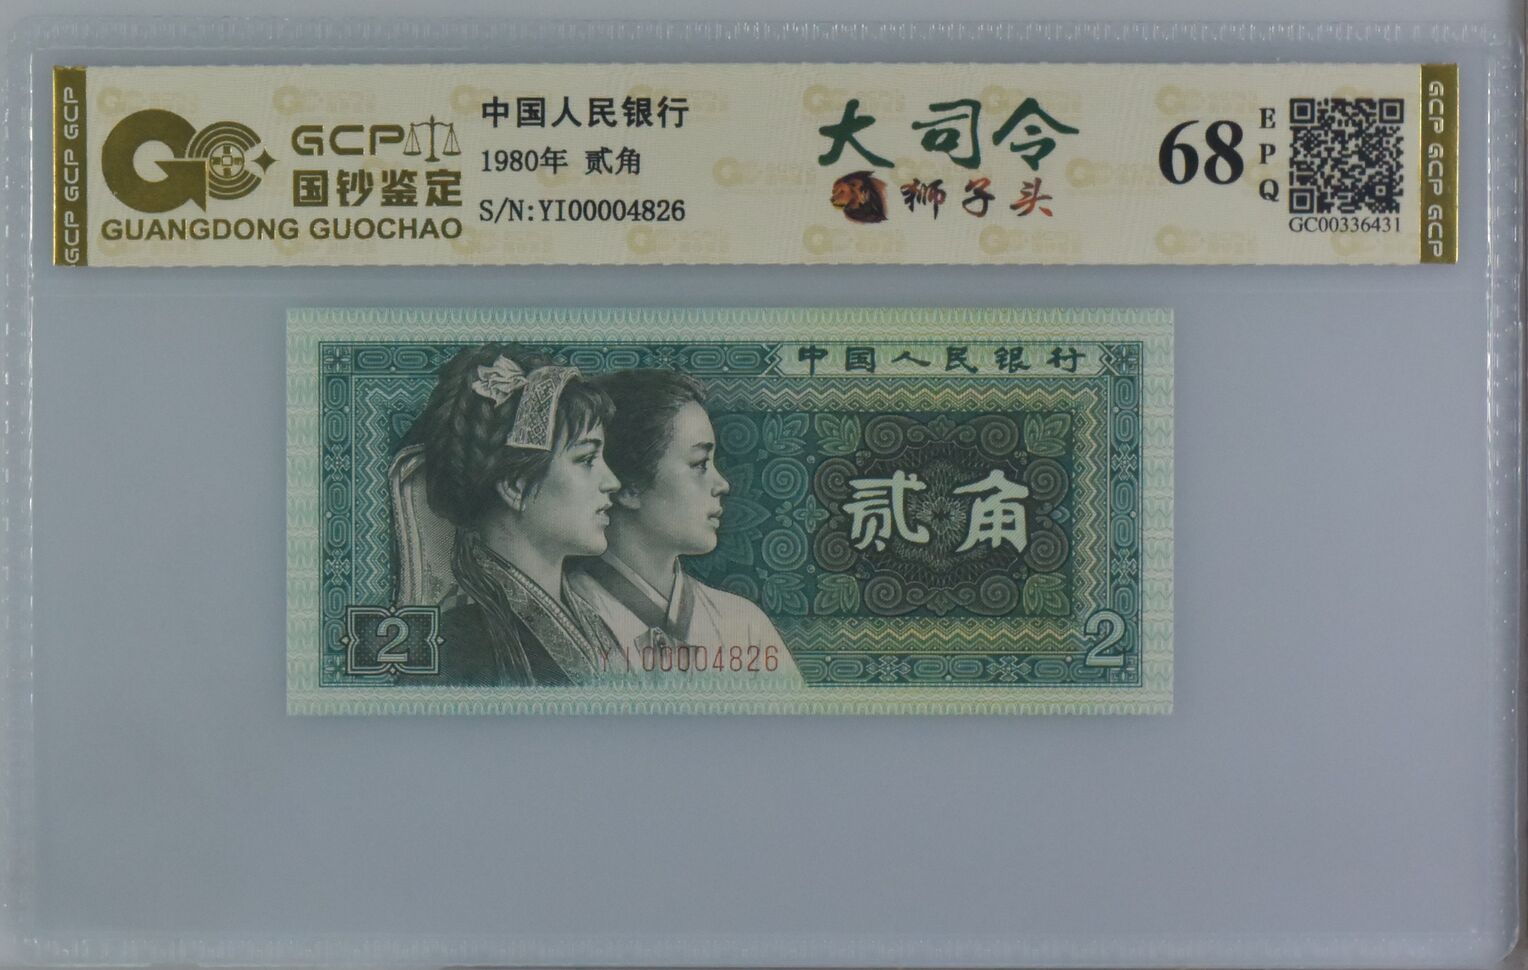 GCP GCP GCP
GCP
国钞鉴定
GUANGDONG GUOCHAO
中国人民银行
1980年 贰角
S/N:YI00004826
大司令
狮子头
68
EPQ
GC00336431
GCP GCP GCP
中国人民银行
贰角
2
YI00004826
2